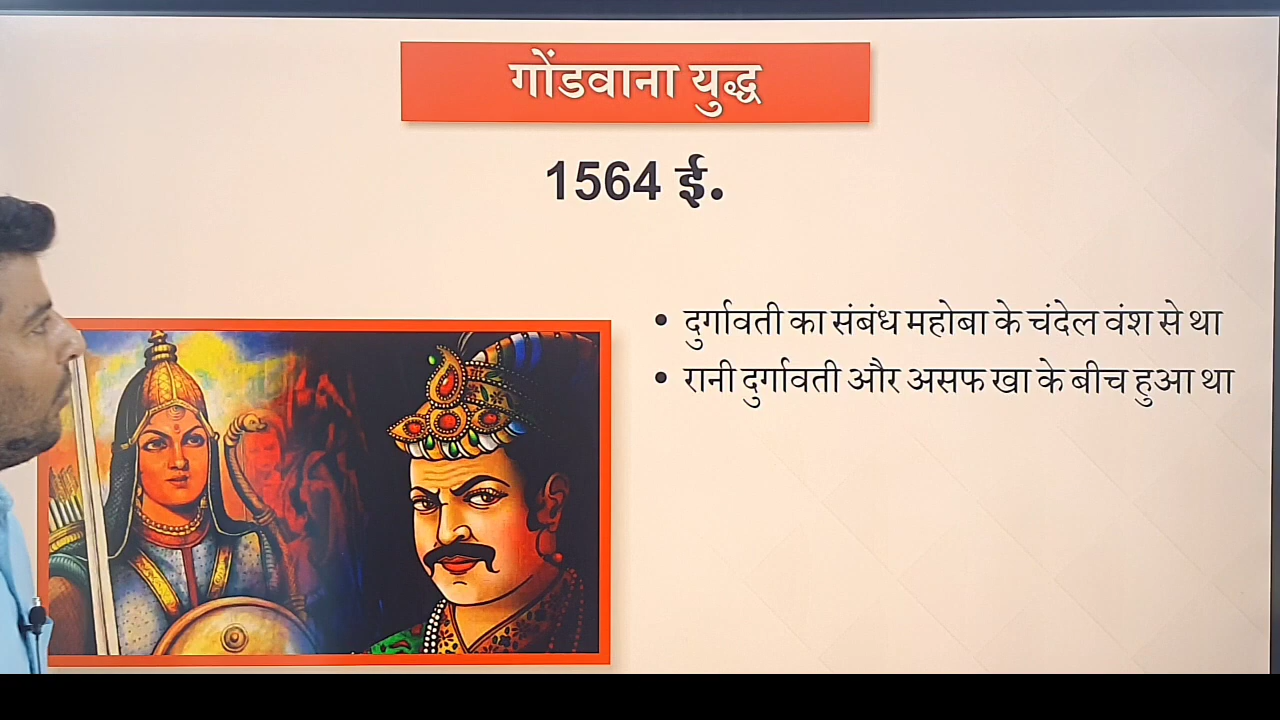 गोंडवाना युद्ध
1564 ई.
• दुर्गावती का संबंध महोबा के चंदेल वंश से था
• रानी दुर्गावती और असफ खा के बीच हुआ था